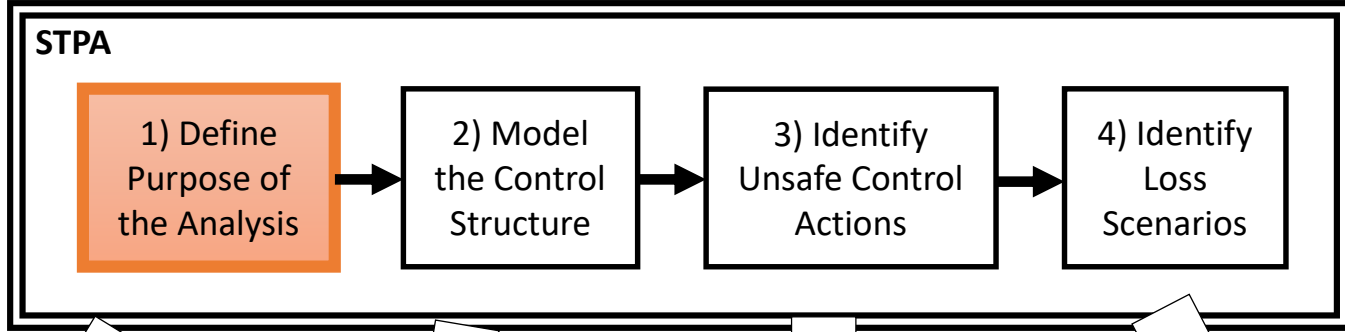 STPA
1) Define
Purpose of
the Analysis
2) Model
the Control
Structure
3) Identify
Unsafe Control
Actions
4) Identify
Loss
Scenarios